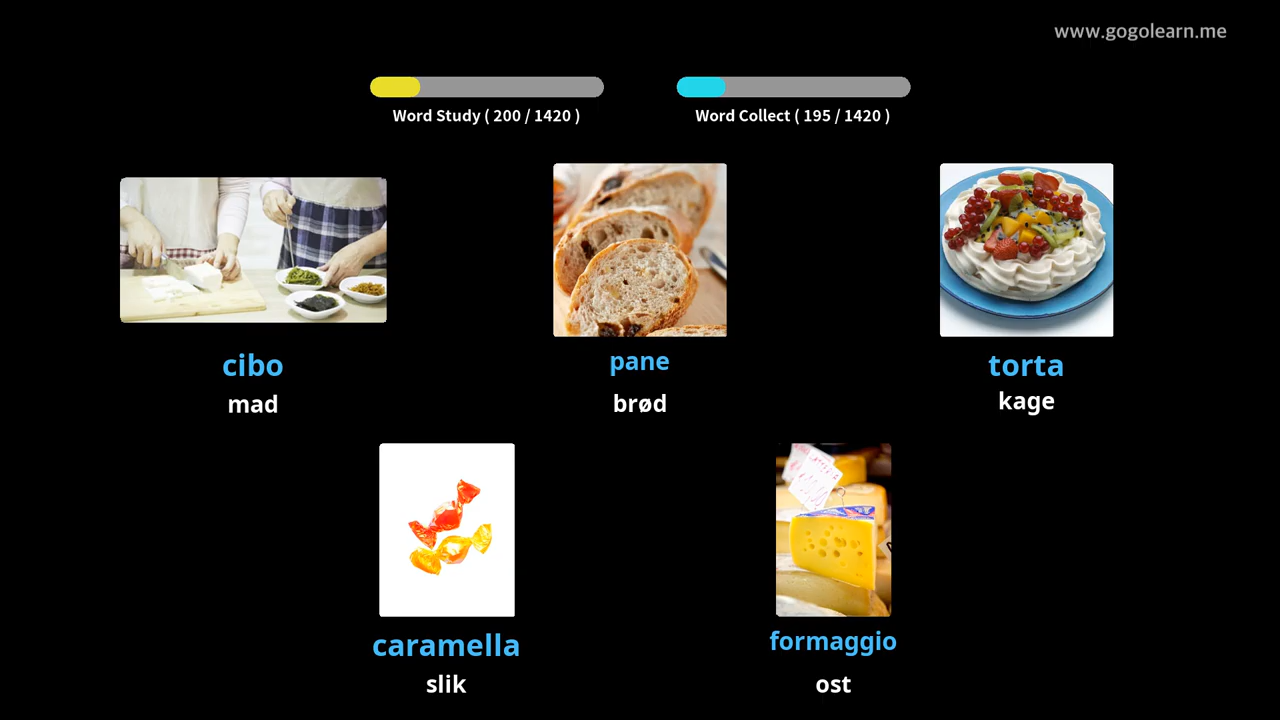 www.gogolearn.me
Word Study ( 200 / 1420 )
Word Collect ( 195 / 1420 )
cibo
mad
pane
brød
torta
kage
caramella
slik
formaggio
ost